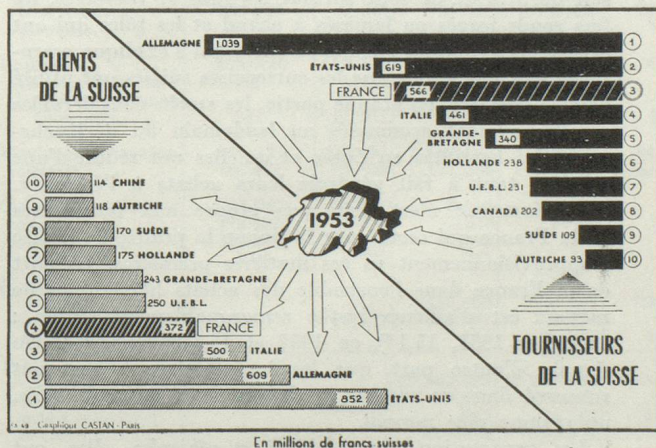 CLIENTS
DE LA SUISSE
ALLEMAGNE 1.039 1
ÉTATS-UNIS 619 2
FRANCE 566 3
ITALIE 461 4
GRANDE-
BRETAGNE 340 5
HOLLANDE 238 6
U.E.B.L. 231 7
CANADA 202 8
SUÈDE 109 9
AUTRICHE 93 10
1953
10 114 CHINE
9 118 AUTRICHE
8 170 SUÈDE
7 175 HOLLANDE
6 243 GRANDE-BRETAGNE
5 250 U.E.B.L.
4 372 FRANCE
3 500 ITALIE
2 609 ALLEMAGNE
1 852 ÉTATS-UNIS
FOURNISSEURS
DE LA SUISSE
Graphique CASTAN - PARIS
En millions de francs suisses